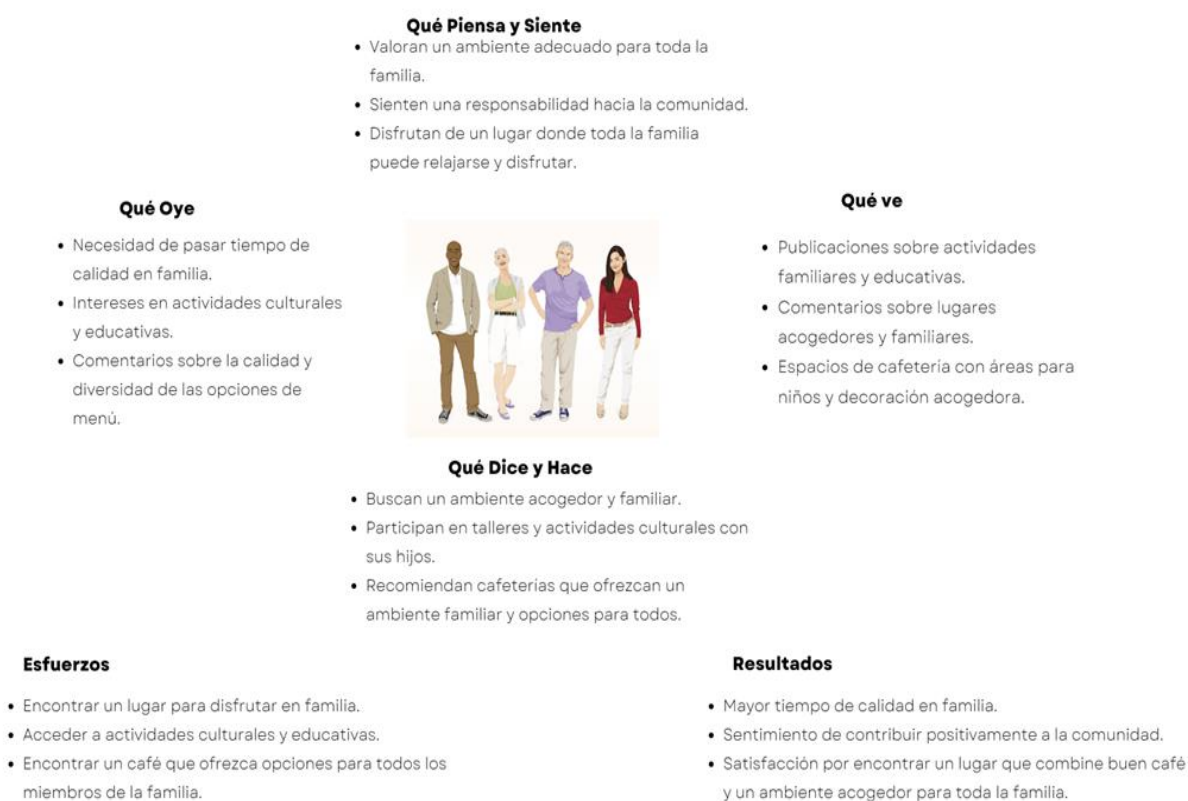 Qué Piensa y Siente
• Valoran un ambiente adecuado para toda la
familia.
• Sienten una responsabilidad hacia la comunidad.
• Disfrutan de un lugar donde toda la familia
puede relajarse y disfrutar.
Qué Oye
• Necesidad de pasar tiempo de
calidad en familia.
• Intereses en actividades culturales
y educativas.
• Comentarios sobre la calidad y
diversidad de las opciones de
menú.
Qué ve
• Publicaciones sobre actividades
familiares y educativas.
• Comentarios sobre lugares
acogedores y familiares.
• Espacios de cafetería con áreas para
niños y decoración acogedora.
Qué Dice y Hace
• Buscan un ambiente acogedor y familiar.
• Participan en talleres y actividades culturales con
sus hijos.
• Recomiendan cafeterías que ofrezcan un
ambiente familiar y opciones para todos.
Esfuerzos
• Encontrar un lugar para disfrutar en familia.
• Acceder a actividades culturales y educativas.
• Encontrar un café que ofrezca opciones para todos los
miembros de la familia.
Resultados
• Mayor tiempo de calidad en familia.
• Sentimiento de contribuir positivamente a la comunidad.
• Satisfacción por encontrar un lugar que combine buen café
y un ambiente acogedor para toda la familia.